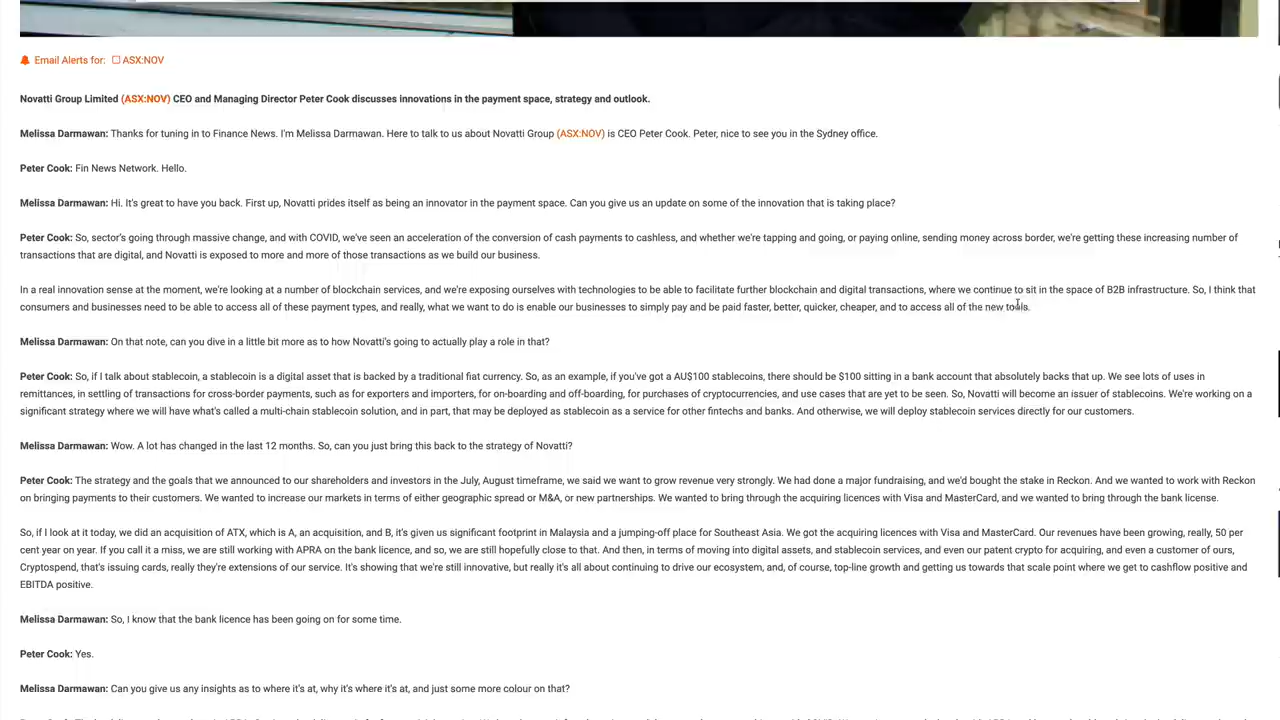 Email Alerts for: ASX:NOV
Novatti Group Limited (ASX:NOV) CEO and Managing Director Peter Cook discusses innovations in the payment space, strategy and outlook.
Melissa Darmawan: Thanks for tuning in to Finance News. I'm Melissa Darmawan. Here to talk to us about Novatti Group (ASX:NOV) is CEO Peter Cook. Peter, nice to see you in the Sydney office.
Peter Cook: Fin News Network. Hello.
Melissa Darmawan: Hi. It's great to have you back. First up, Novatti prides itself as being an innovator in the payment space. Can you give us an update on some of the innovation that is taking place?
Peter Cook: So, sector's going through massive change, and with COVID, we've seen an acceleration of the conversion of cash payments to cashless, and whether we're tapping and going, or paying online, sending money across border, we're getting these increasing number of
transactions that are digital, and Novatti is exposed to more and more of those transactions as we build our business.
In a real innovation sense at the moment, we're looking at a number of blockchain services, and we're exposing ourselves with technologies to be able to facilitate further blockchain and digital transactions, where we continue to sit in the space of B2B infrastructure. So, I think that
consumers and businesses need to be able to access all of these payment types, and really, what we want to do is enable our businesses to simply pay and be paid faster, better, quicker, cheaper, and to access all of the new tools.
Melissa Darmawan: On that note, can you dive in a little bit more as to how Novatti's going to actually play a role in that?
Peter Cook: So, if I talk about stablecoin, a stablecoin is a digital asset that is backed by a traditional fiat currency. So, as an example, if you've got a AU$100 stablecoins, there should be $100 sitting in a bank account that absolutely backs that up. We see lots of uses in
remittances, in settling of transactions for cross-border payments, such as for exporters and importers, for on-boarding and off-boarding, for purchases of cryptocurrencies, and use cases that are yet to be seen. So, Novatti will become an issuer of stablecoins. We're working on a
significant strategy where we will have what's called a multi-chain stablecoin solution, and in part, that may be deployed as stablecoin as a service for other fintechs and banks. And otherwise, we will deploy stablecoin services directly for our customers.
Melissa Darmawan: Wow. A lot has changed in the last 12 months. So, can you just bring this back to the strategy of Novatti?
Peter Cook: The strategy and the goals that we announced to our shareholders and investors in the July, August timeframe, we said we want to grow revenue very strongly. We had done a major fundraising, and we'd bought the stake in Reckon. And we wanted to work with Reckon
on bringing payments to their customers. We wanted to increase our markets in terms of either geographic spread or M&A, or new partnerships. We wanted to bring through the acquiring licences with Visa and MasterCard, and we wanted to bring through the bank license.
So, if I look at it today, we did an acquisition of ATX, which is A, an acquisition, and B, it's given us significant footprint in Malaysia and a jumping-off place for Southeast Asia. We got the acquiring licences with Visa and MasterCard. Our revenues have been growing, really, 50 per
cent year on year. If you call it a miss, we are still working with APRA on the bank licence, and so, we are still hopefully close to that. And then, in terms of moving into digital assets, and stablecoin services, and even our patent crypto for acquiring, and even a customer of ours,
Cryptospend, that's issuing cards, really they're extensions of our service. It's showing that we're still innovative, but really it's all about continuing to drive our ecosystem, and, of course, top-line growth and getting us towards that scale point where we get to cashflow positive and
EBITDA positive.
Melissa Darmawan: So, I know that the bank licence has been going on for some time.
Peter Cook: Yes.
Melissa Darmawan: Can you give us any insights as to where it's at, why it's where it's at, and just some more colour on that?